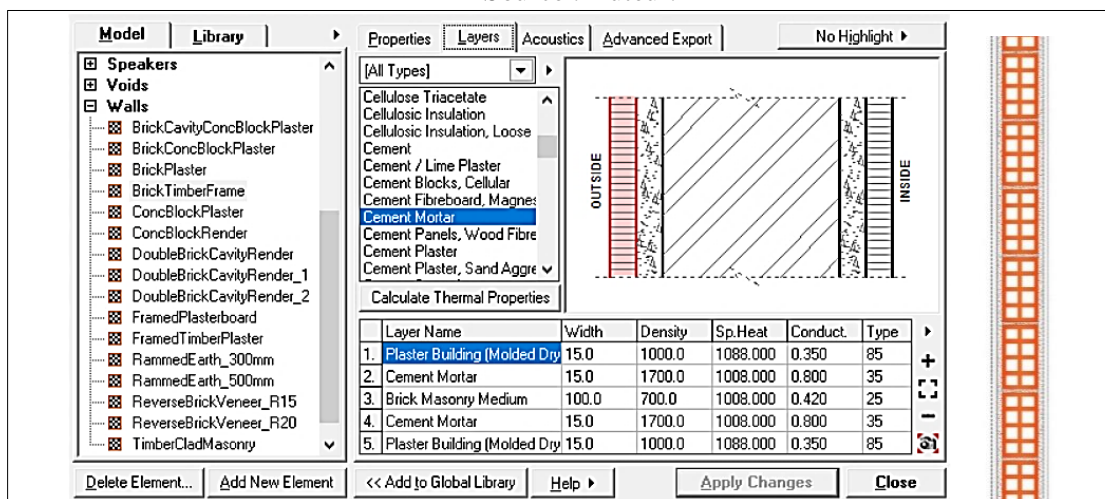 Model Library
Speakers
Voids
Walls
BrickCavityConcBlockPlaster
BrickConcBlockPlaster
BrickPlaster
BrickTimberFrame
ConcBlockPlaster
ConcBlockRender
DoubleBrickCavityRender
DoubleBrickCavityRender_1
DoubleBrickCavityRender_2
FramedPlasterboard
FramedTimberPlaster
RammedEarth_300mm
RammedEarth_500mm
ReverseBrickVeneer_R15
ReverseBrickVeneer_R20
TimberCladMasonry
Delete Element... Add New Element
Properties Layers Acoustics Advanced Export No Highlight
[All Types]
Cellulose Triacetate
Cellulosic Insulation
Cellulosic Insulation, Loose
Cement
Cement / Lime Plaster
Cement Blocks, Cellular
Cement Fibreboard, Magnes
Cement Mortar
Cement Panels, Wood Fibre
Cement Plaster
Cement Plaster, Sand Aggre
Calculate Thermal Properties
OUTSIDE
INSIDE
Layer Name Width Density Sp.Heat Conduct. Type
1. Plaster Building (Molded Dry 15.0 1000.0 1088.000 0.350 85
2. Cement Mortar 15.0 1700.0 1008.000 0.800 35
3. Brick Masonry Medium 100.0 700.0 1008.000 0.420 25
4. Cement Mortar 15.0 1700.0 1008.000 0.800 35
5. Plaster Building (Molded Dry 15.0 1000.0 1088.000 0.350 85
<< Add to Global Library Help Apply Changes Close